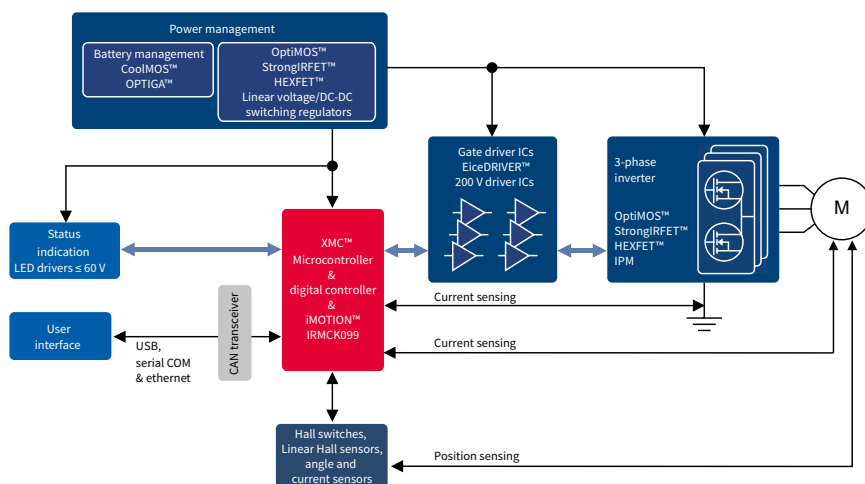 Power management
Battery management
CoolMOS™
OPTIGA™
OptiMOS™
StrongIRFET™
HEXFET™
Linear voltage/DC-DC
switching regulators
Gate driver ICs
EiceDRIVER™
200 V driver ICs
3-phase
inverter
OptiMOS™
StrongIRFET™
HEXFET™
IPM
M
Status
indication
LED drivers ≤ 60 V
XMC™
Microcontroller
&
digital controller
&
iMOTION™
IRMCK099
User
interface
USB,
serial COM
& ethernet
CAN transceiver
Current sensing
Current sensing
Hall switches,
Linear Hall sensors,
angle and
current sensors
Position sensing